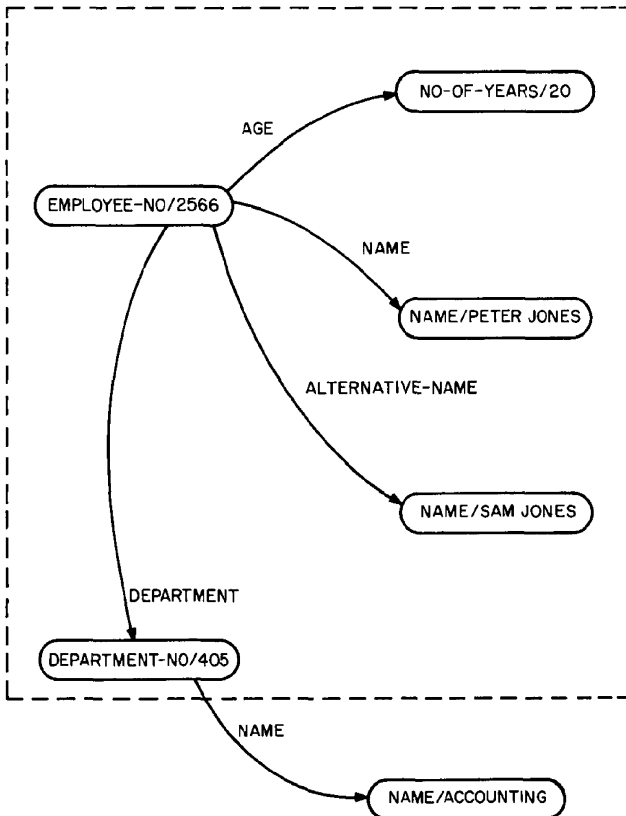 NO-OF-YEARS/20
AGE
EMPLOYEE-NO/2566
NAME
NAME/PETER JONES
ALTERNATIVE-NAME
NAME/SAM JONES
DEPARTMENT
DEPARTMENT-NO/405
NAME
NAME/ACCOUNTING